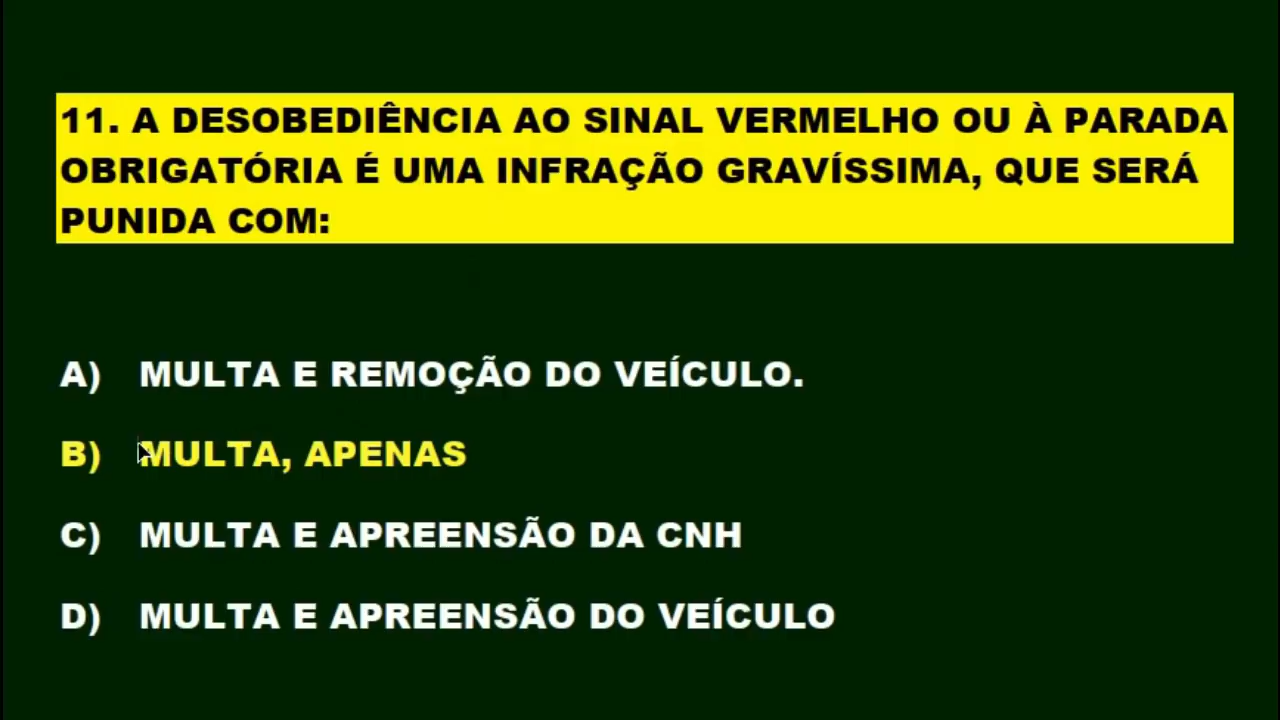 11. A DESOBEDIÊNCIA AO SINAL VERMELHO OU À PARADA
OBRIGATÓRIA É UMA INFRAÇÃO GRAVÍSSIMA, QUE SERÁ
PUNIDA COM:
A) MULTA E REMOÇÃO DO VEÍCULO.
B) MULTA, APENAS
C) MULTA E APREENSÃO DA CNH
D) MULTA E APREENSÃO DO VEÍCULO